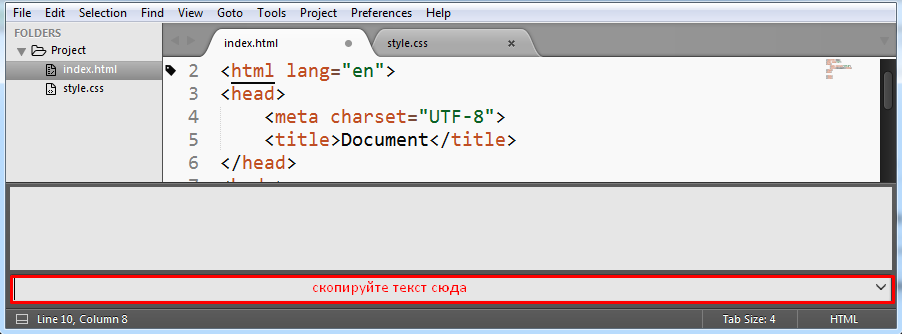 File Edit Selection Find View Goto Tools Project Preferences Help
FOLDERS
Project
index.html
style.css
index.html style.css
2 <html lang="en">
3 <head>
4 <meta charset="UTF-8">
5 <title>Document</title>
6 </head>
скопируйте текст сюда
Line 10, Column 8 Tab Size: 4 HTML